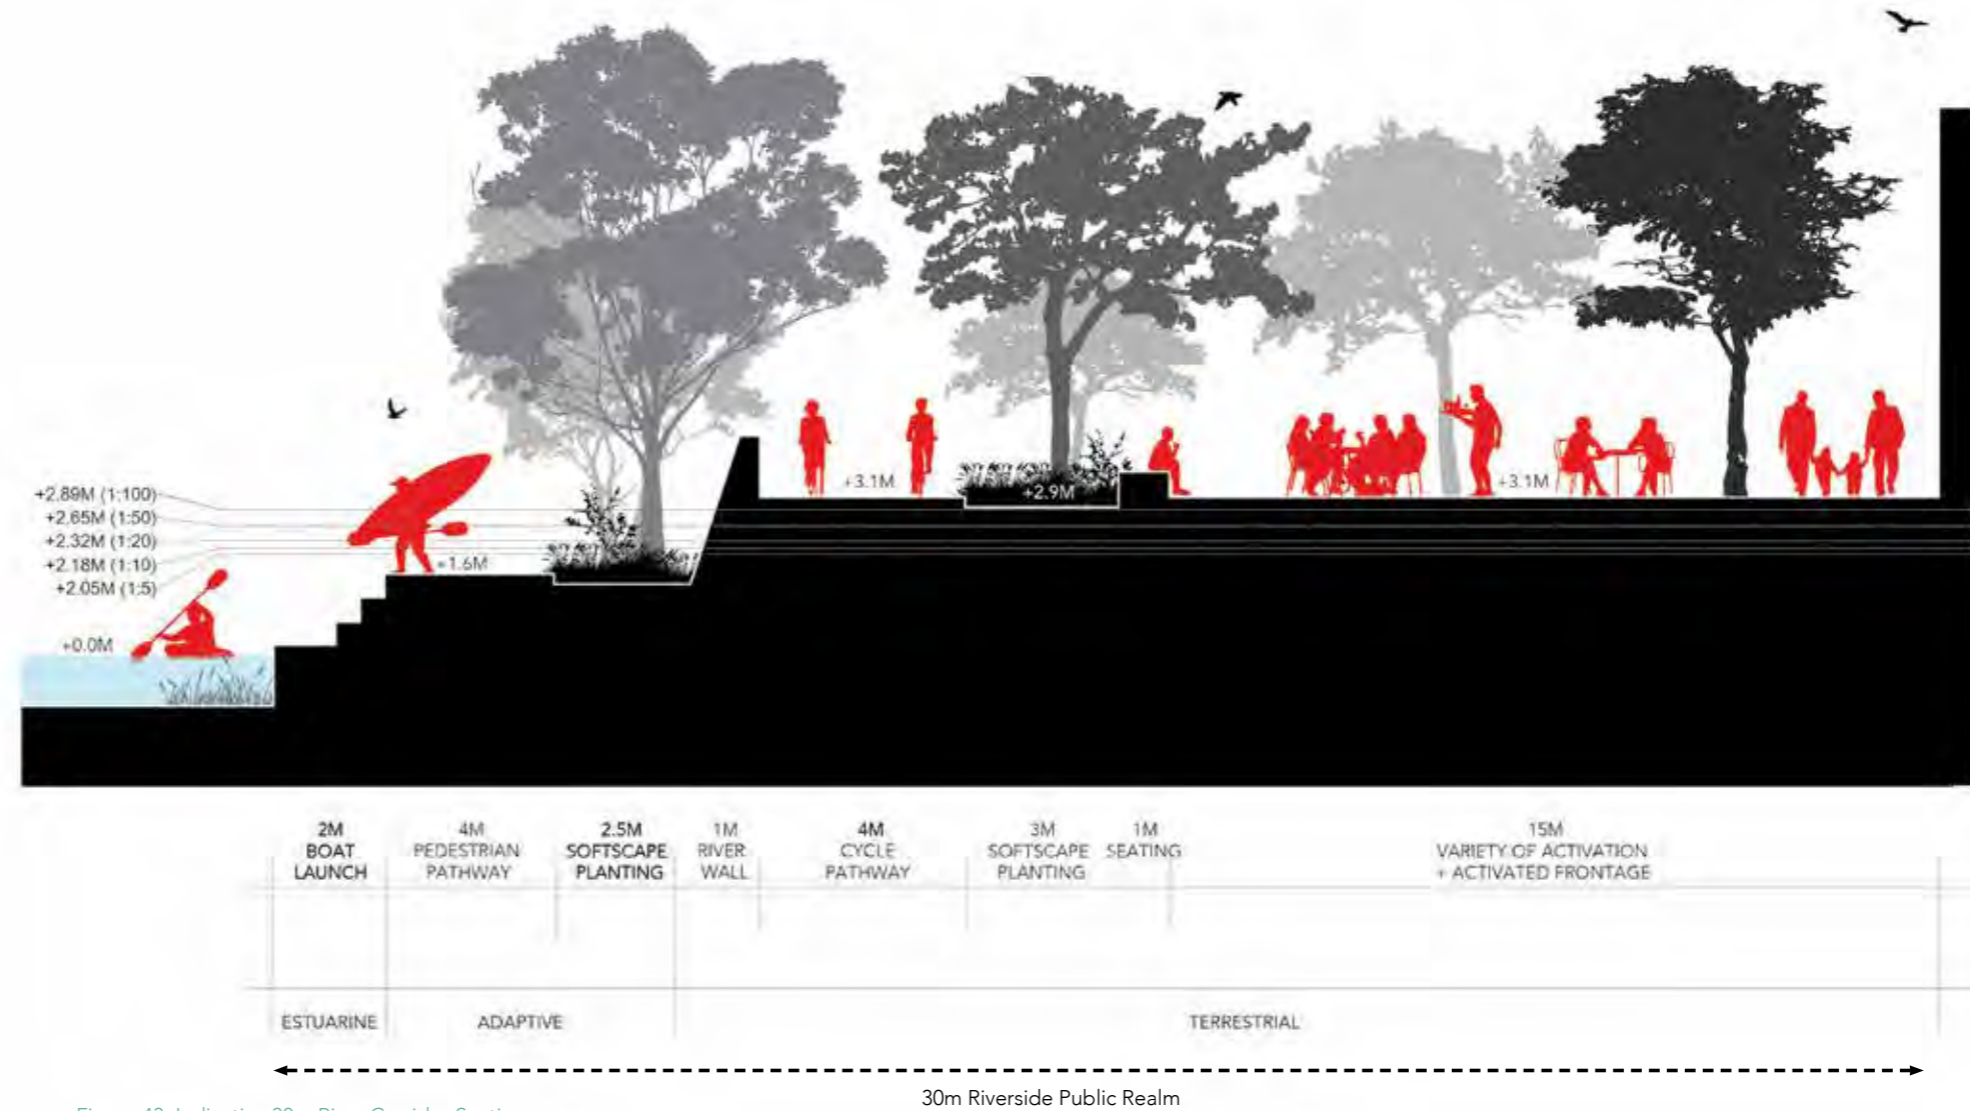 +2.89M (1:100)
+2.65M (1:50)
+2.32M (1:20)
+2.18M (1:10)
+2.05M (1:5)
+0.0M
+1.6M
+3.1M
+2.9M
+3.1M
2M
BOAT
LAUNCH
4M
PEDESTRIAN
PATHWAY
2.5M
SOFTSCAPE
PLANTING
1M
RIVER
WALL
4M
CYCLE
PATHWAY
3M
SOFTSCAPE
PLANTING
1M
SEATING
15M
VARIETY OF ACTIVATION
+ ACTIVATED FRONTAGE
ESTUARINE
ADAPTIVE
TERRESTRIAL
30m Riverside Public Realm